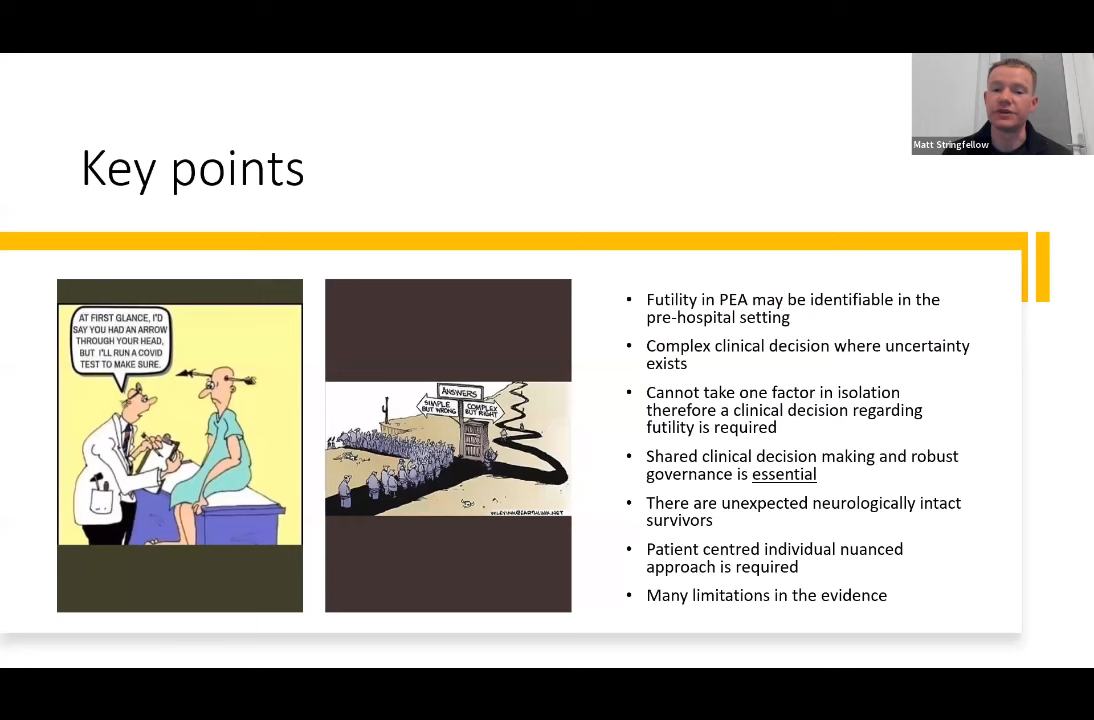 Matt Stringfellow
Key points
AT FIRST GLANCE, I'D
SAY YOU HAD AN ARROW
THROUGH YOUR HEAD,
BUT I'LL RUN A COVID
TEST TO MAKE SURE.
ANSWERS
SIMPLE
BUT WRONG
COMPLEX
BUT RIGHT
• Futility in PEA may be identifiable in the
pre-hospital setting
• Complex clinical decision where uncertainty
exists
• Cannot take one factor in isolation
therefore a clinical decision regarding
futility is required
• Shared clinical decision making and robust
governance is essential
• There are unexpected neurologically intact
survivors
• Patient centred individual nuanced
approach is required
• Many limitations in the evidence